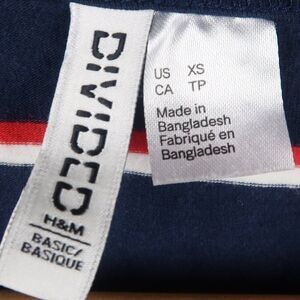 DIVIDED
H&M
BASIC/
BASIQUE
US XS
CA TP
Made in
Bangladesh
Fabriqué en
Bangladesh